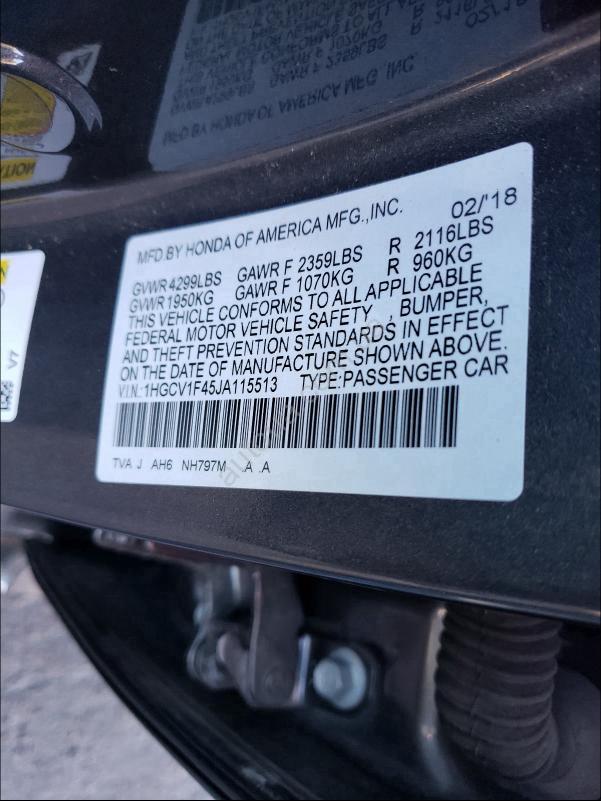 MFD.BY HONDA OF AMERICA MFG.,INC. 02/'18
GVWR 4299LBS GAWR F 2359LBS R 2116LBS
GVWR 1950KG GAWR F 1070KG R 960KG
THIS VEHICLE CONFORMS TO ALL APPLICABLE
FEDERAL MOTOR VEHICLE SAFETY , BUMPER,
AND THEFT PREVENTION STANDARDS IN EFFECT
ON THE DATE OF MANUFACTURE SHOWN ABOVE.
V.I.N.:1HGCV1F45JA115513 TYPE:PASSENGER CAR
TVA J AH6 NH797M .A .A